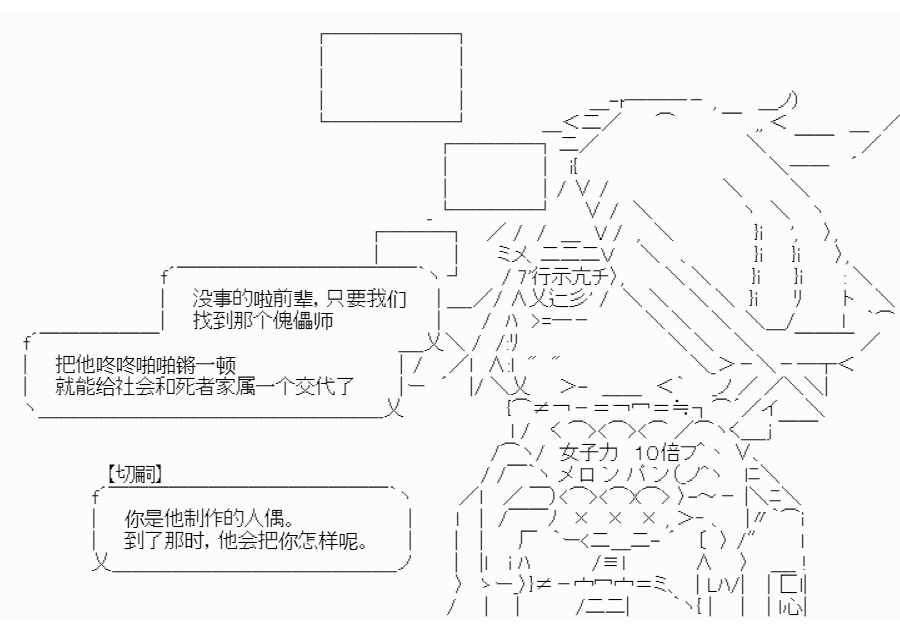 没事的啦前辈，只要我们
找到那个傀儡师
把他咚咚啪啪锵一顿
就能给社会和死者家属一个交代了
【切嗣】
你是他制作的人偶。
到了那时，他会把你怎样呢。
女子力 10倍
メロンパン